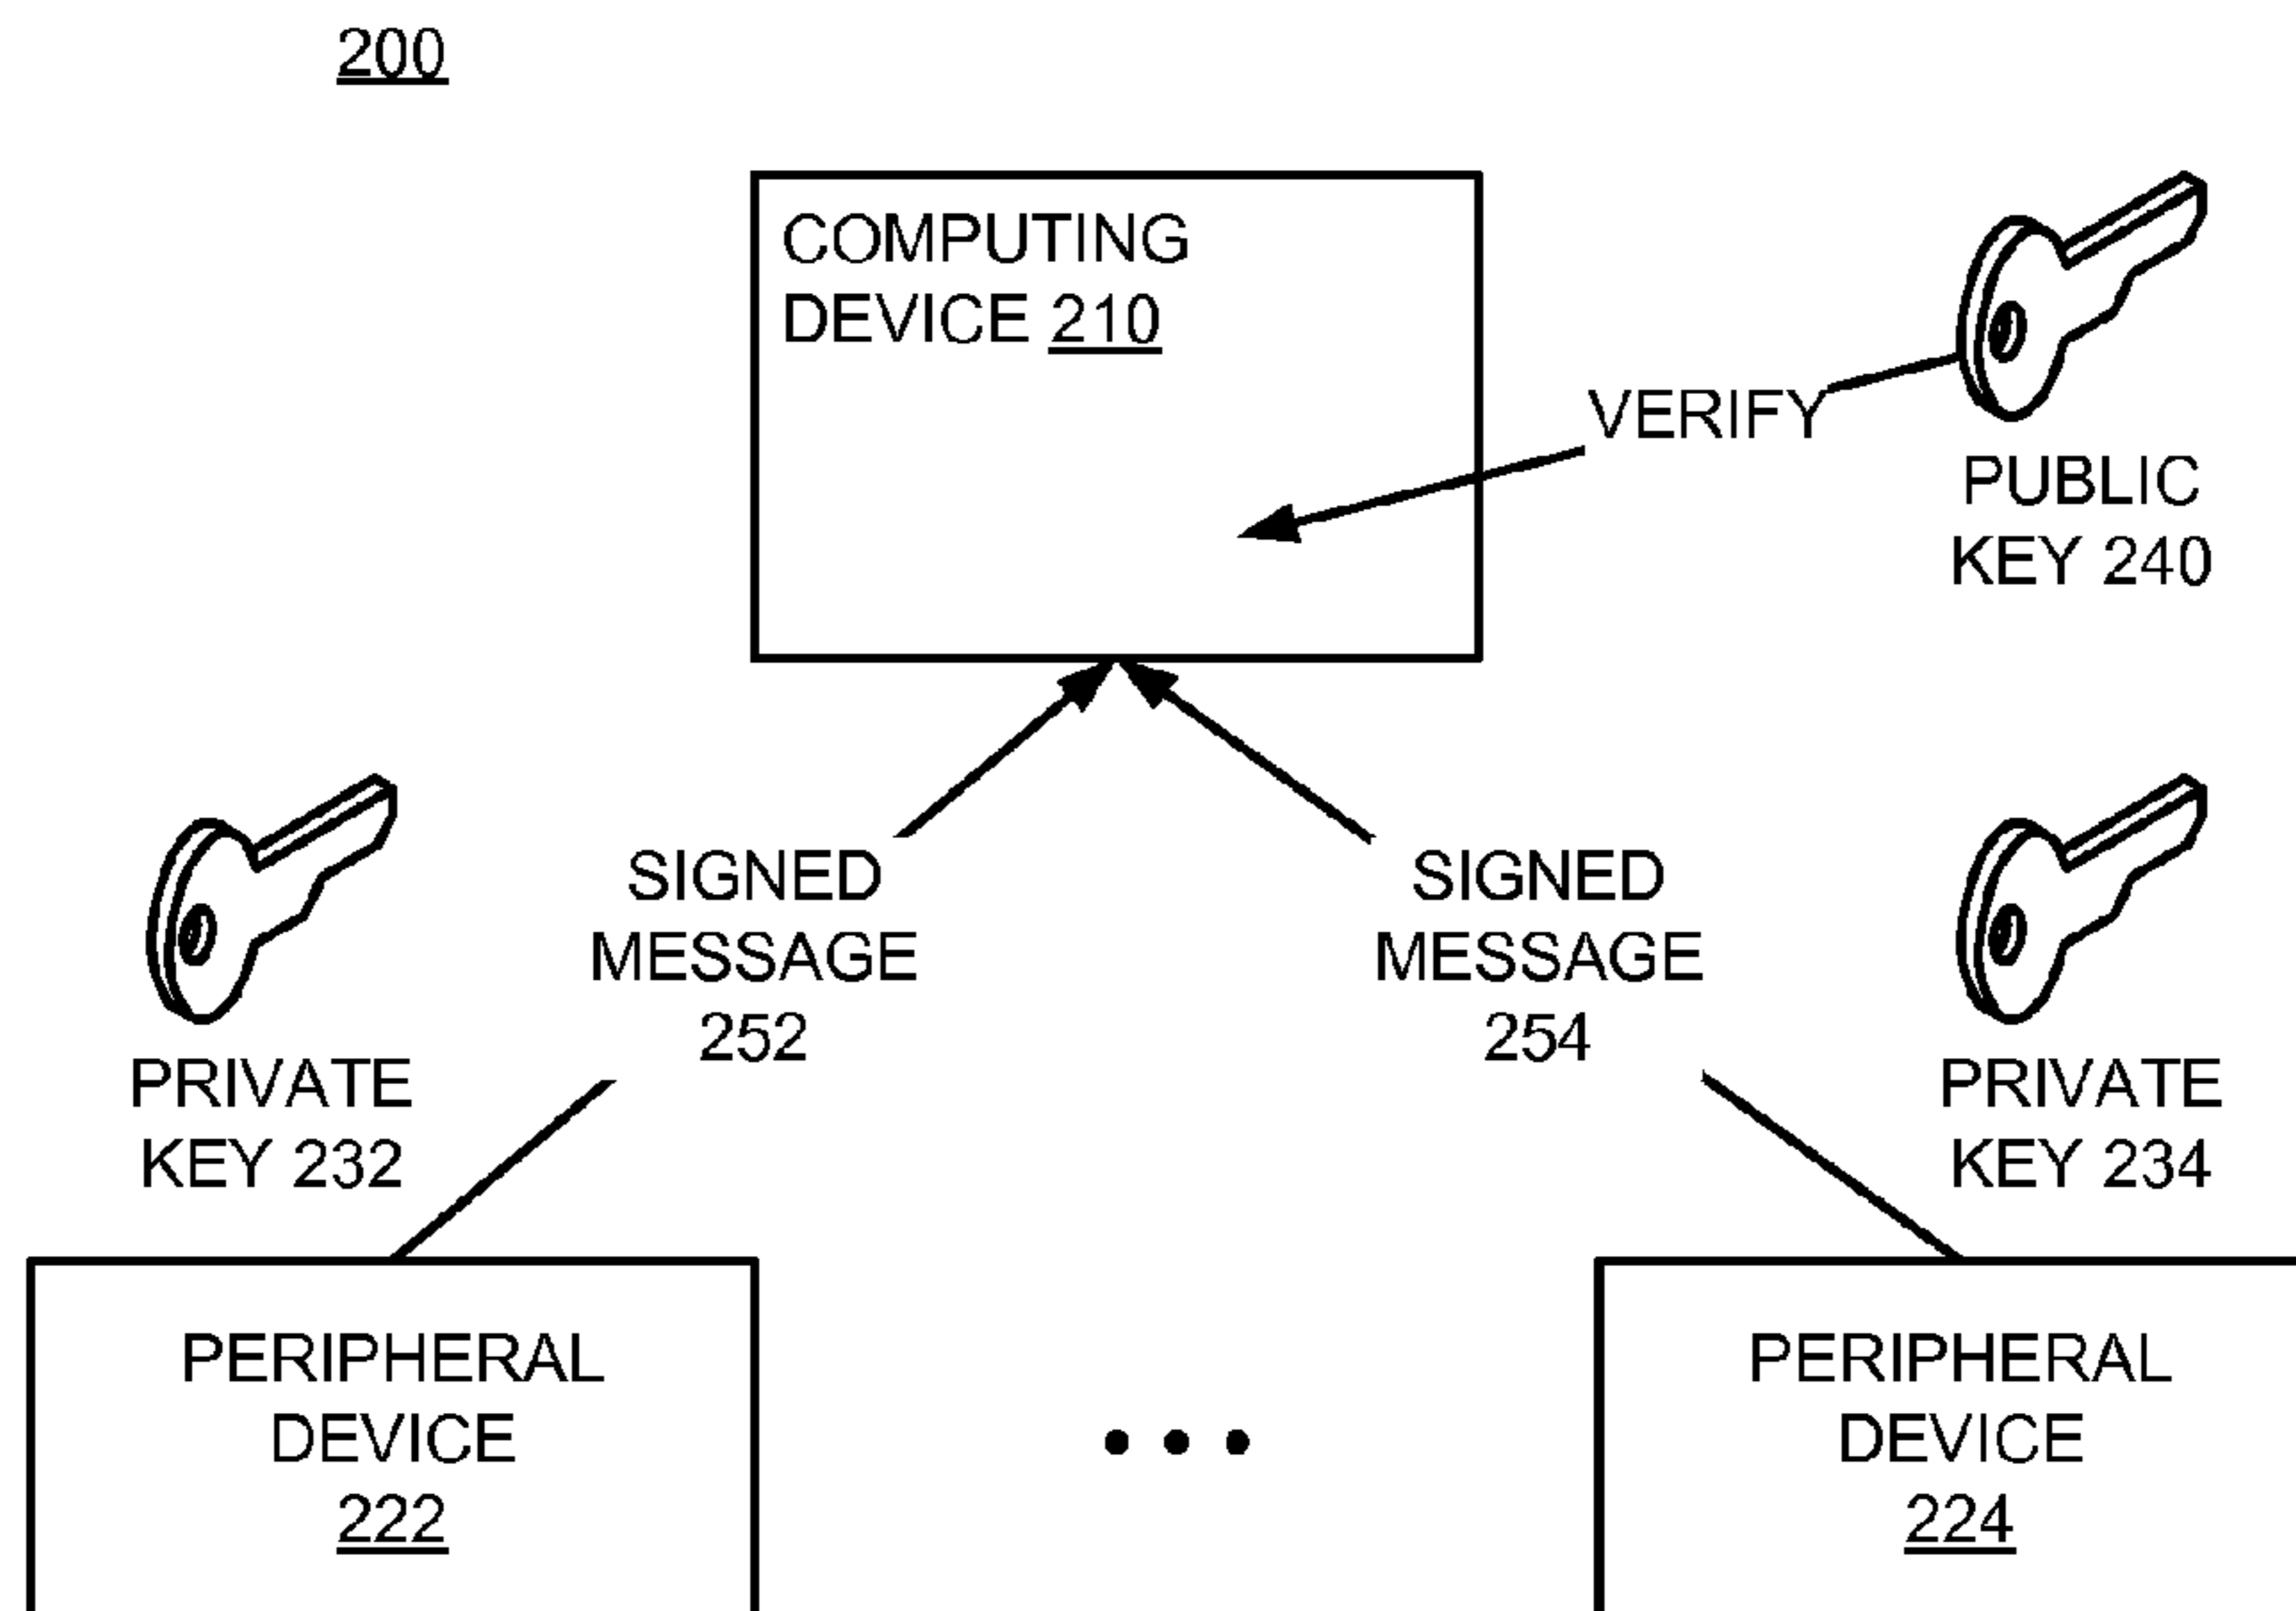 200
COMPUTING
DEVICE 210
VERIFY
PUBLIC
KEY 240
SIGNED
MESSAGE
252
SIGNED
MESSAGE
254
PRIVATE
KEY 232
PRIVATE
KEY 234
PERIPHERAL
DEVICE
222
PERIPHERAL
DEVICE
224